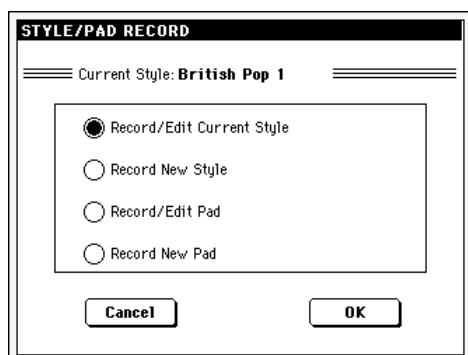 STYLE/PAD RECORD
Current Style: British Pop 1
Record/Edit Current Style
Record New Style
Record/Edit Pad
Record New Pad
Cancel OK